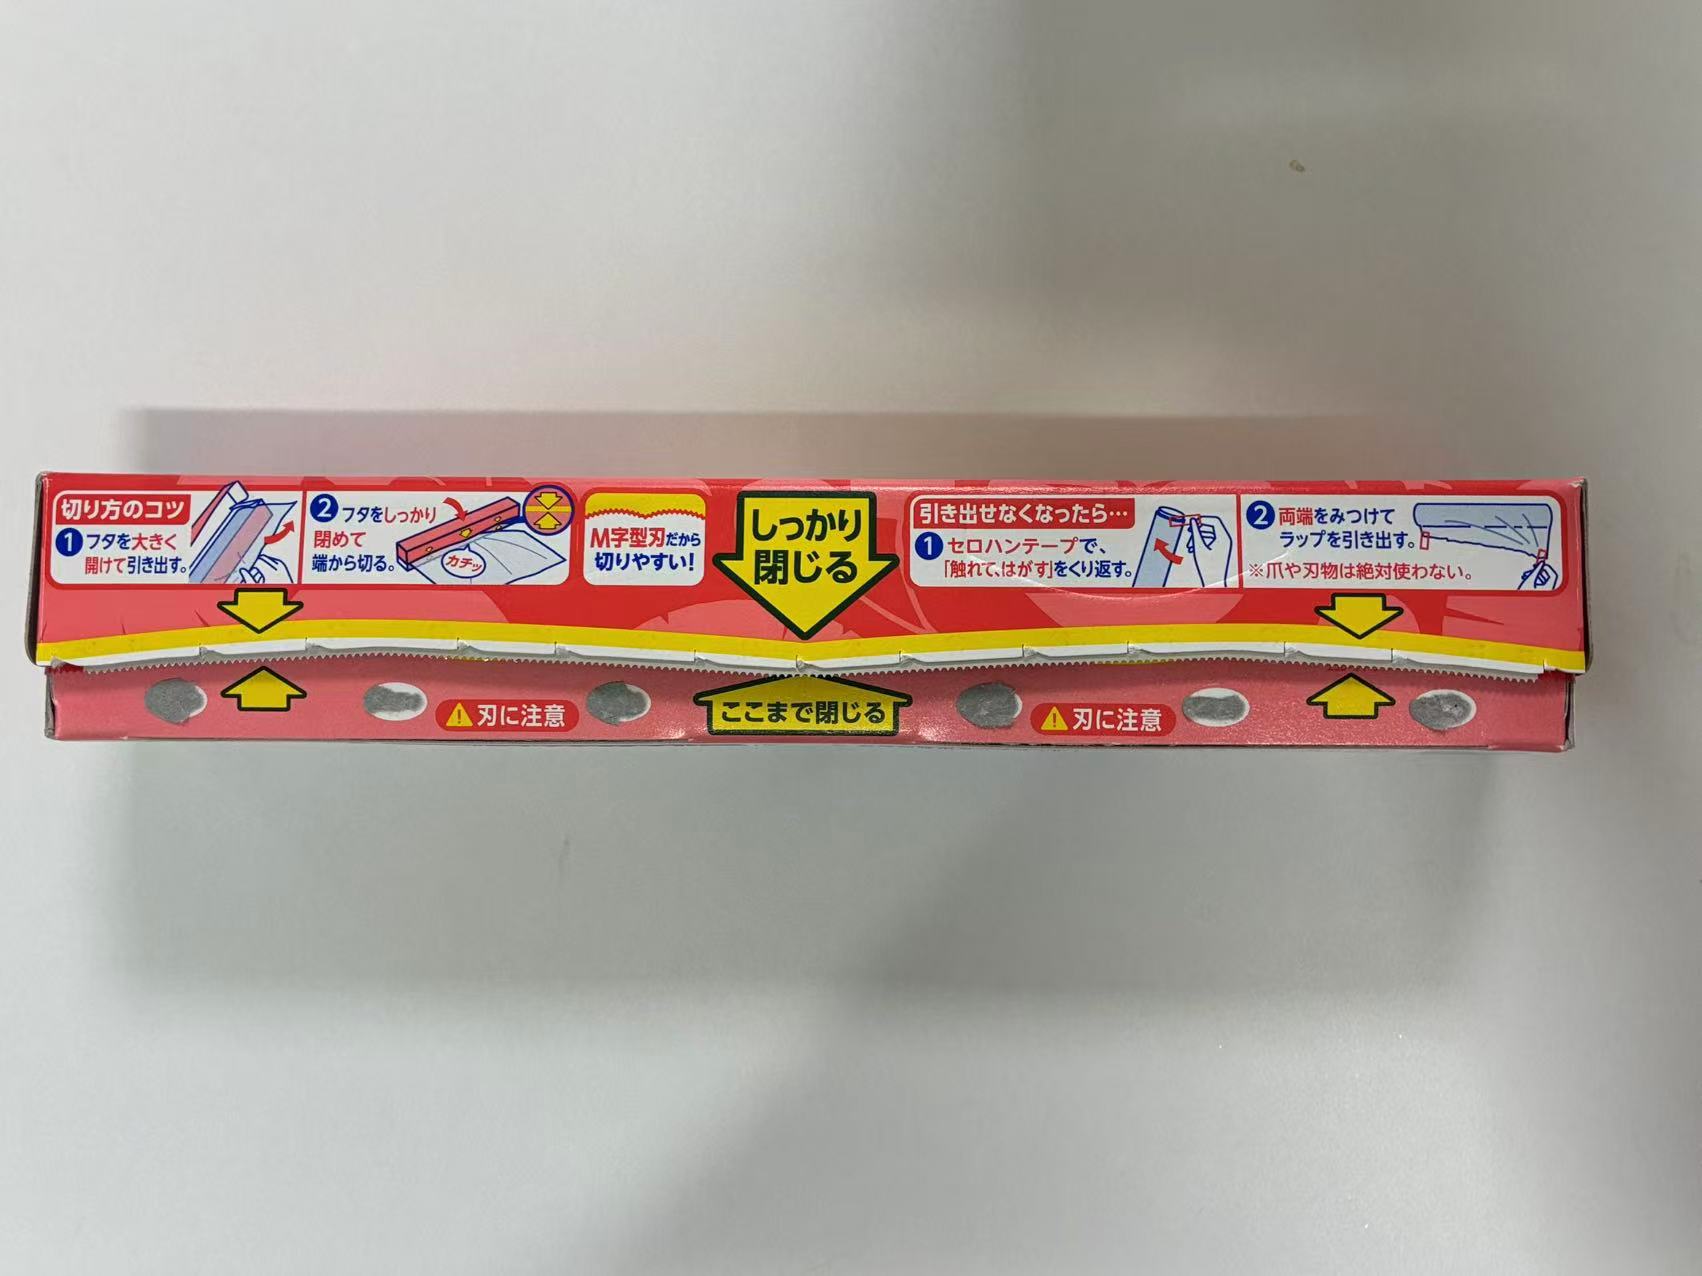 切り方のコツ
1 フタを大きく
開けて引き出す。
2 フタをしっかり
閉めて
端から切る。
カチッ
M字型刃だから
切りやすい!
しっかり
閉じる
引き出せなくなったら…
1 セロハンテープで、
「触れて、はがす」をくり返す。
2 両端をみつけて
ラップを引き出す。
※爪や刃物は絶対使わない。
刃に注意
ここまで閉じる
刃に注意